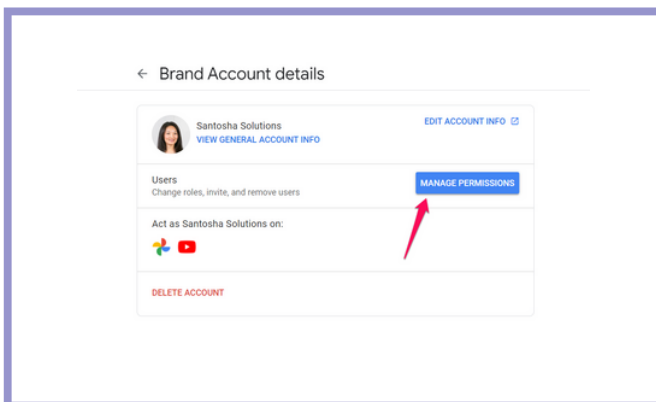 Brand Account details
Santosha Solutions
EDIT ACCOUNT INFO
VIEW GENERAL ACCOUNT INFO
Users
Change roles, invite, and remove users
MANAGE PERMISSIONS
Act as Santosha Solutions on:
DELETE ACCOUNT